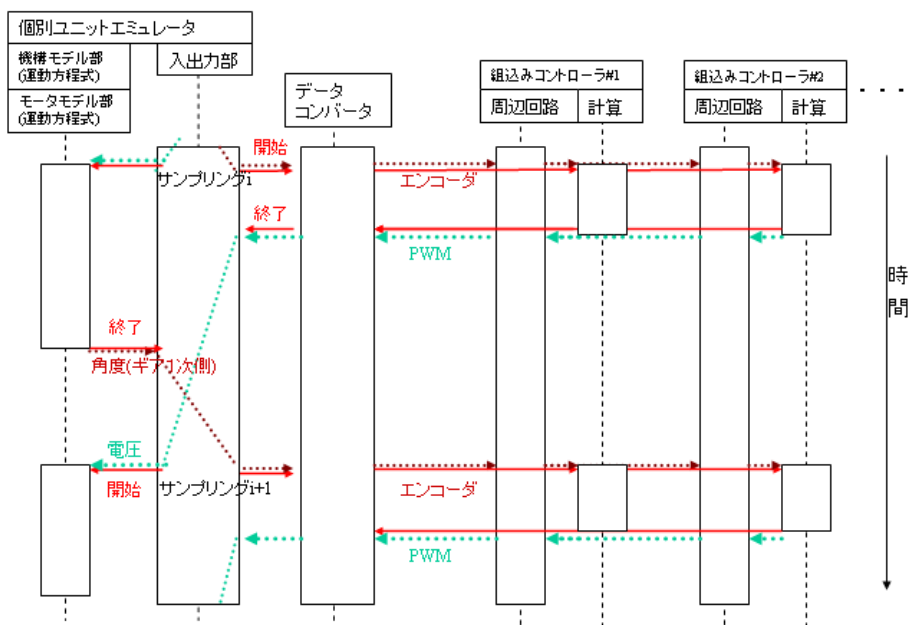 個別ユニットエミュレータ
機構モデル部
(運動方程式)
モータモデル部
(運動方程式)
入出力部
データ
コンバータ
組込みコントローラ#1
周辺回路
計算
組込みコントローラ#2
周辺回路
計算
・・・
開始
サンプリングi
エンコーダ
終了
PWM
時
間
終了
角度(ギア1次側)
電圧
開始
サンプリングi+1
エンコーダ
PWM